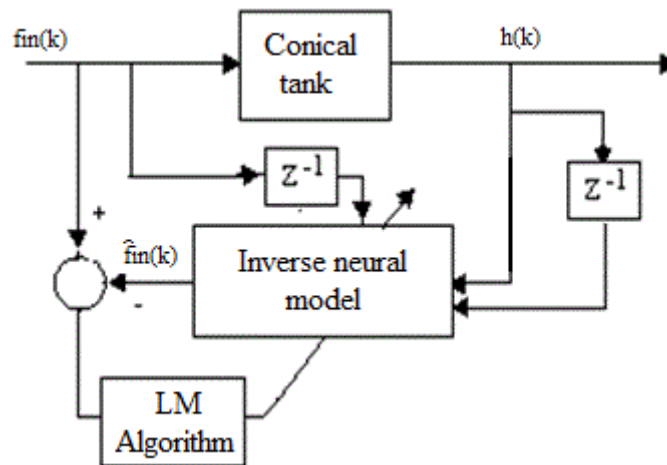 fin(k)
Conical
tank
h(k)
Z⁻¹
Z⁻¹
+
f̂in(k)
-
Inverse neural
model
LM
Algorithm